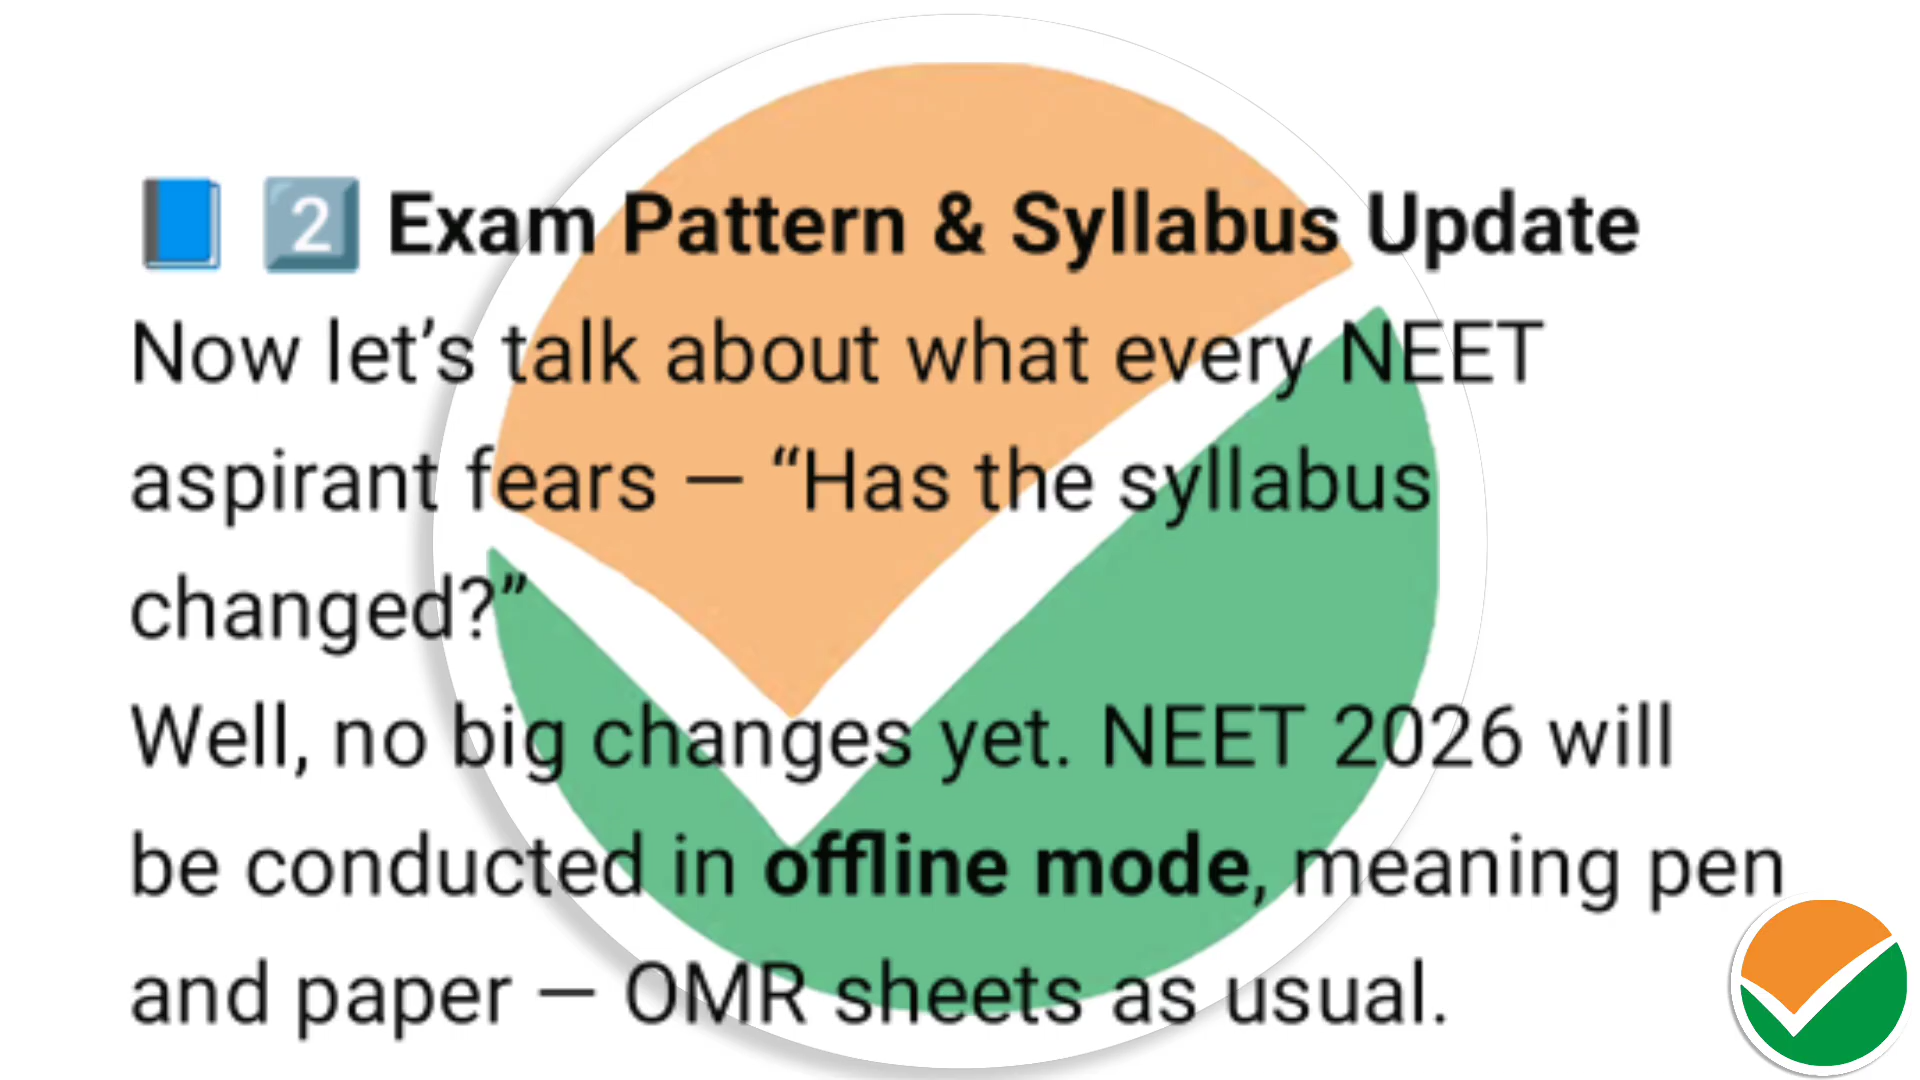 📘 2️⃣ Exam Pattern & Syllabus Update
Now let’s talk about what every NEET
aspirant fears — “Has the syllabus
changed?”
Well, no big changes yet. NEET 2026 will
be conducted in offline mode, meaning pen
and paper — OMR sheets as usual.